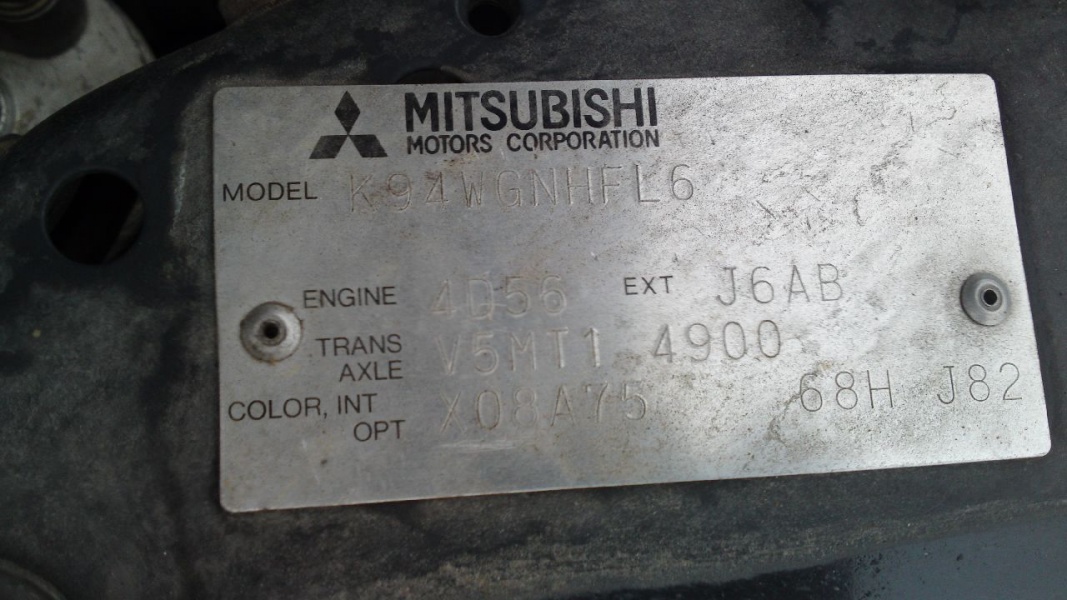 MITSUBISHI
MOTORS CORPORATION
MODEL K94WGNHFL6
ENGINE 4D56 EXT J6AB
TRANS AXLE V5MT1 4900
COLOR, INT OPT X08A75 68H J82